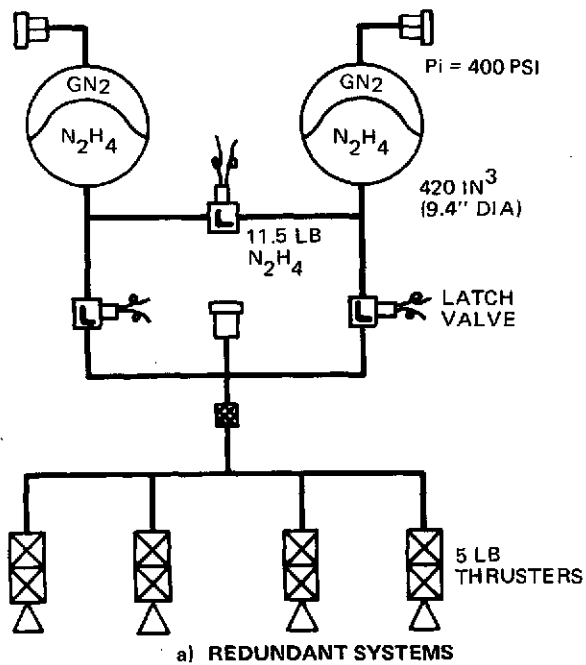 GN2
N2H4
GN2
N2H4
Pi = 400 PSI
420 IN3
(9.4" DIA)
L
11.5 LB
N2H4
L
L
LATCH
VALVE
5 LB
THRUSTERS
a) REDUNDANT SYSTEMS